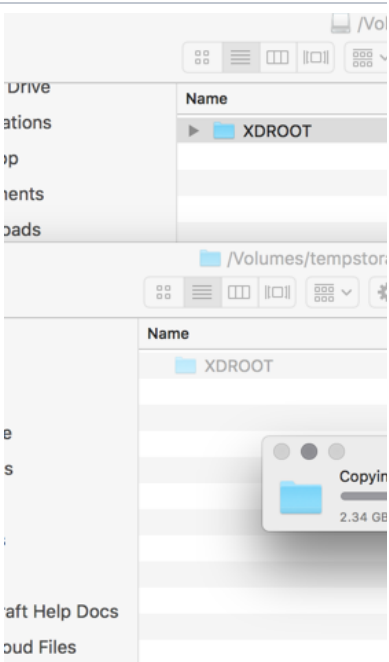 /Vol
Drive
ations
Name
op
XDROOT
nents
oads
/Volumes/tempstora
Name
XDROOT
e
s
Copyin
2.34 GB
s
raft Help Docs
oud Files